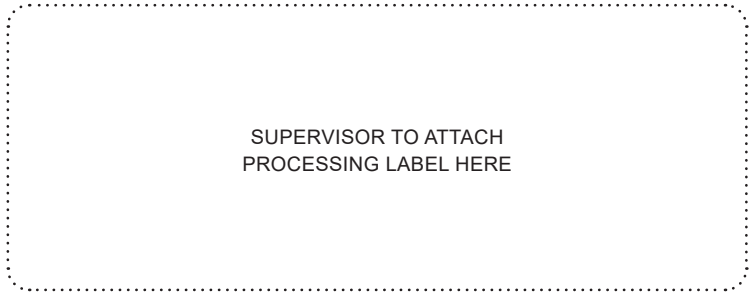 SUPERVISOR TO ATTACH
PROCESSING LABEL HERE